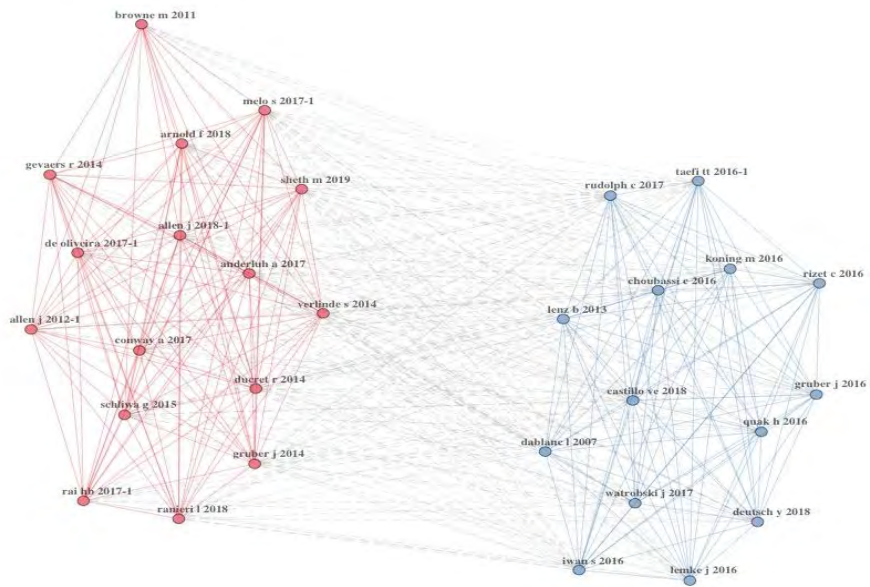 browne m 2011
melo s 2017-1
arnold f 2018
gevaers r 2014
sheth m 2019
allen j 2018-1
de oliveira 2017-1
anderluh a 2017
verlinde s 2014
allen j 2012-1
conway a 2017
ducret r 2014
schliwa g 2015
gruber j 2014
rai hb 2017-1
ranieri l 2018
taefi tt 2016-1
rudolph c 2017
koning m 2016
rizet c 2016
choubassi c 2016
lenz b 2013
castillo ve 2018
gruber j 2016
quak h 2016
dablanc l 2007
watrubski j 2017
deutsch y 2018
iwan s 2016
lemke j 2016